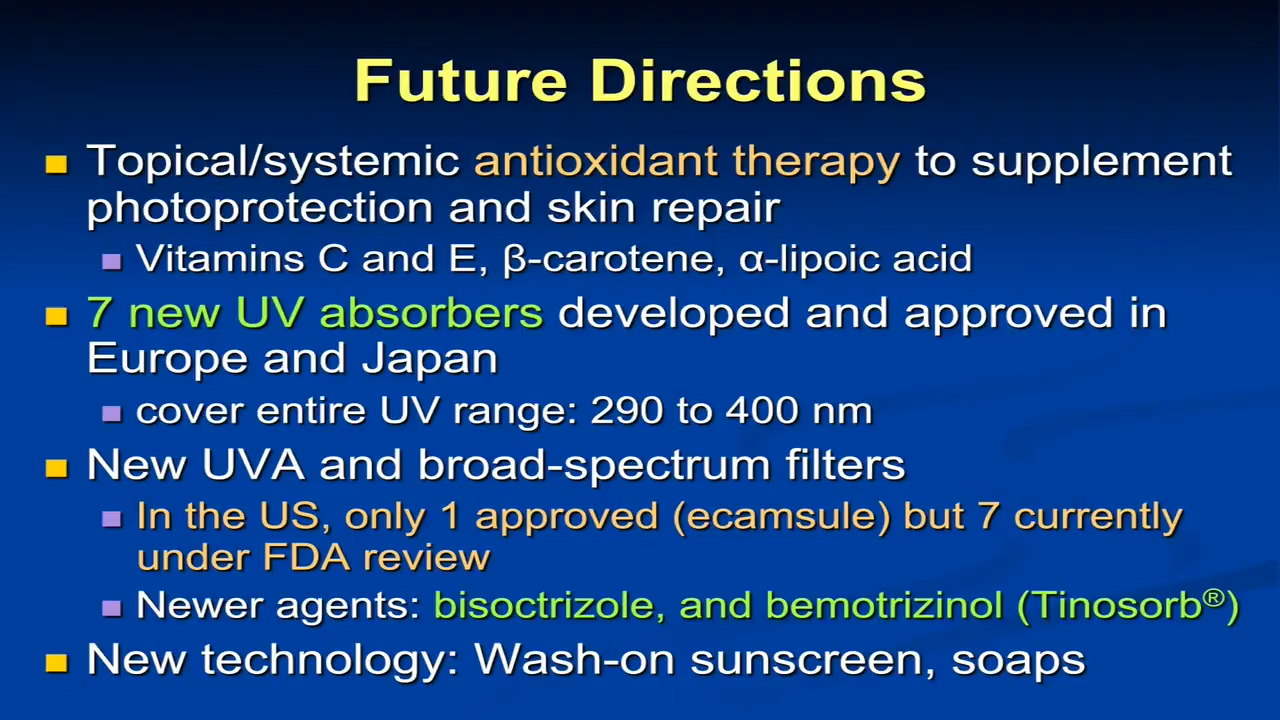 Future Directions
Topical/systemic antioxidant therapy to supplement
photoprotection and skin repair
Vitamins C and E, β-carotene, α-lipoic acid
7 new UV absorbers developed and approved in
Europe and Japan
cover entire UV range: 290 to 400 nm
New UVA and broad-spectrum filters
In the US, only 1 approved (ecamsule) but 7 currently
under FDA review
Newer agents: bisoctrizole, and bemotrizinol (Tinosorb®)
New technology: Wash-on sunscreen, soaps